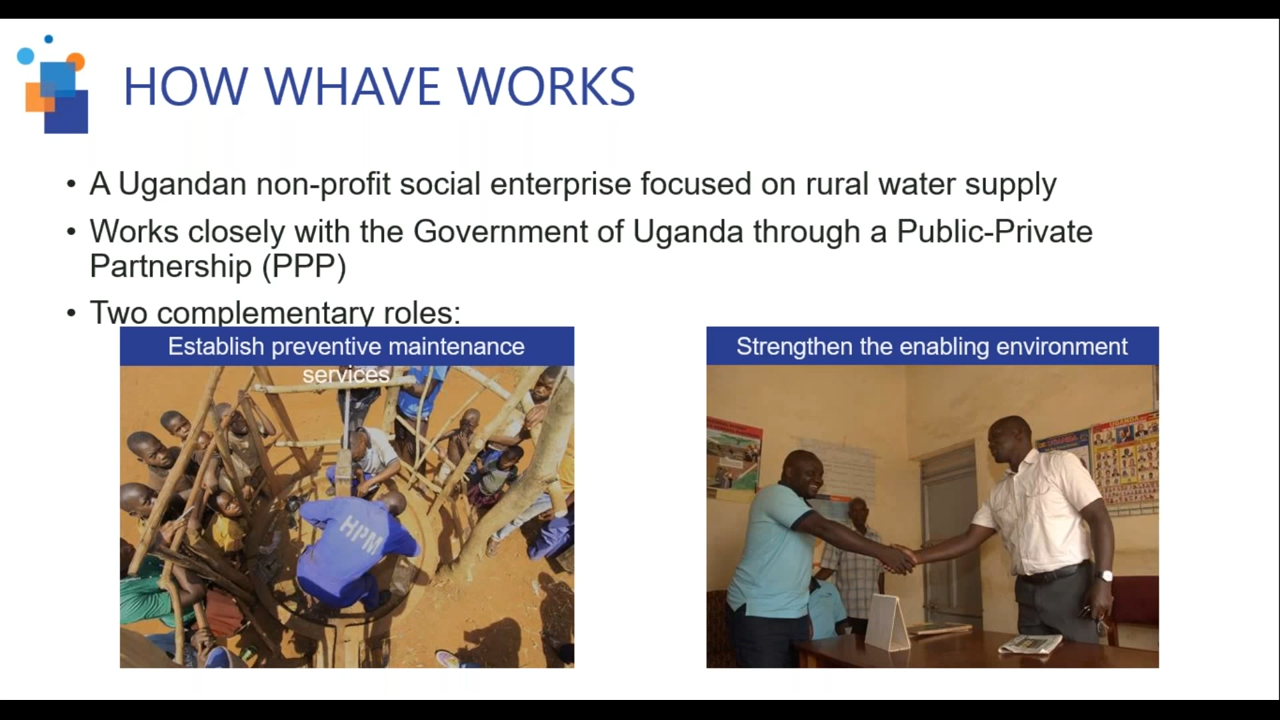 HOW WHAVE WORKS
• A Ugandan non-profit social enterprise focused on rural water supply
• Works closely with the Government of Uganda through a Public-Private
Partnership (PPP)
• Two complementary roles:
Establish preventive maintenance
services
Strengthen the enabling environment
HPM